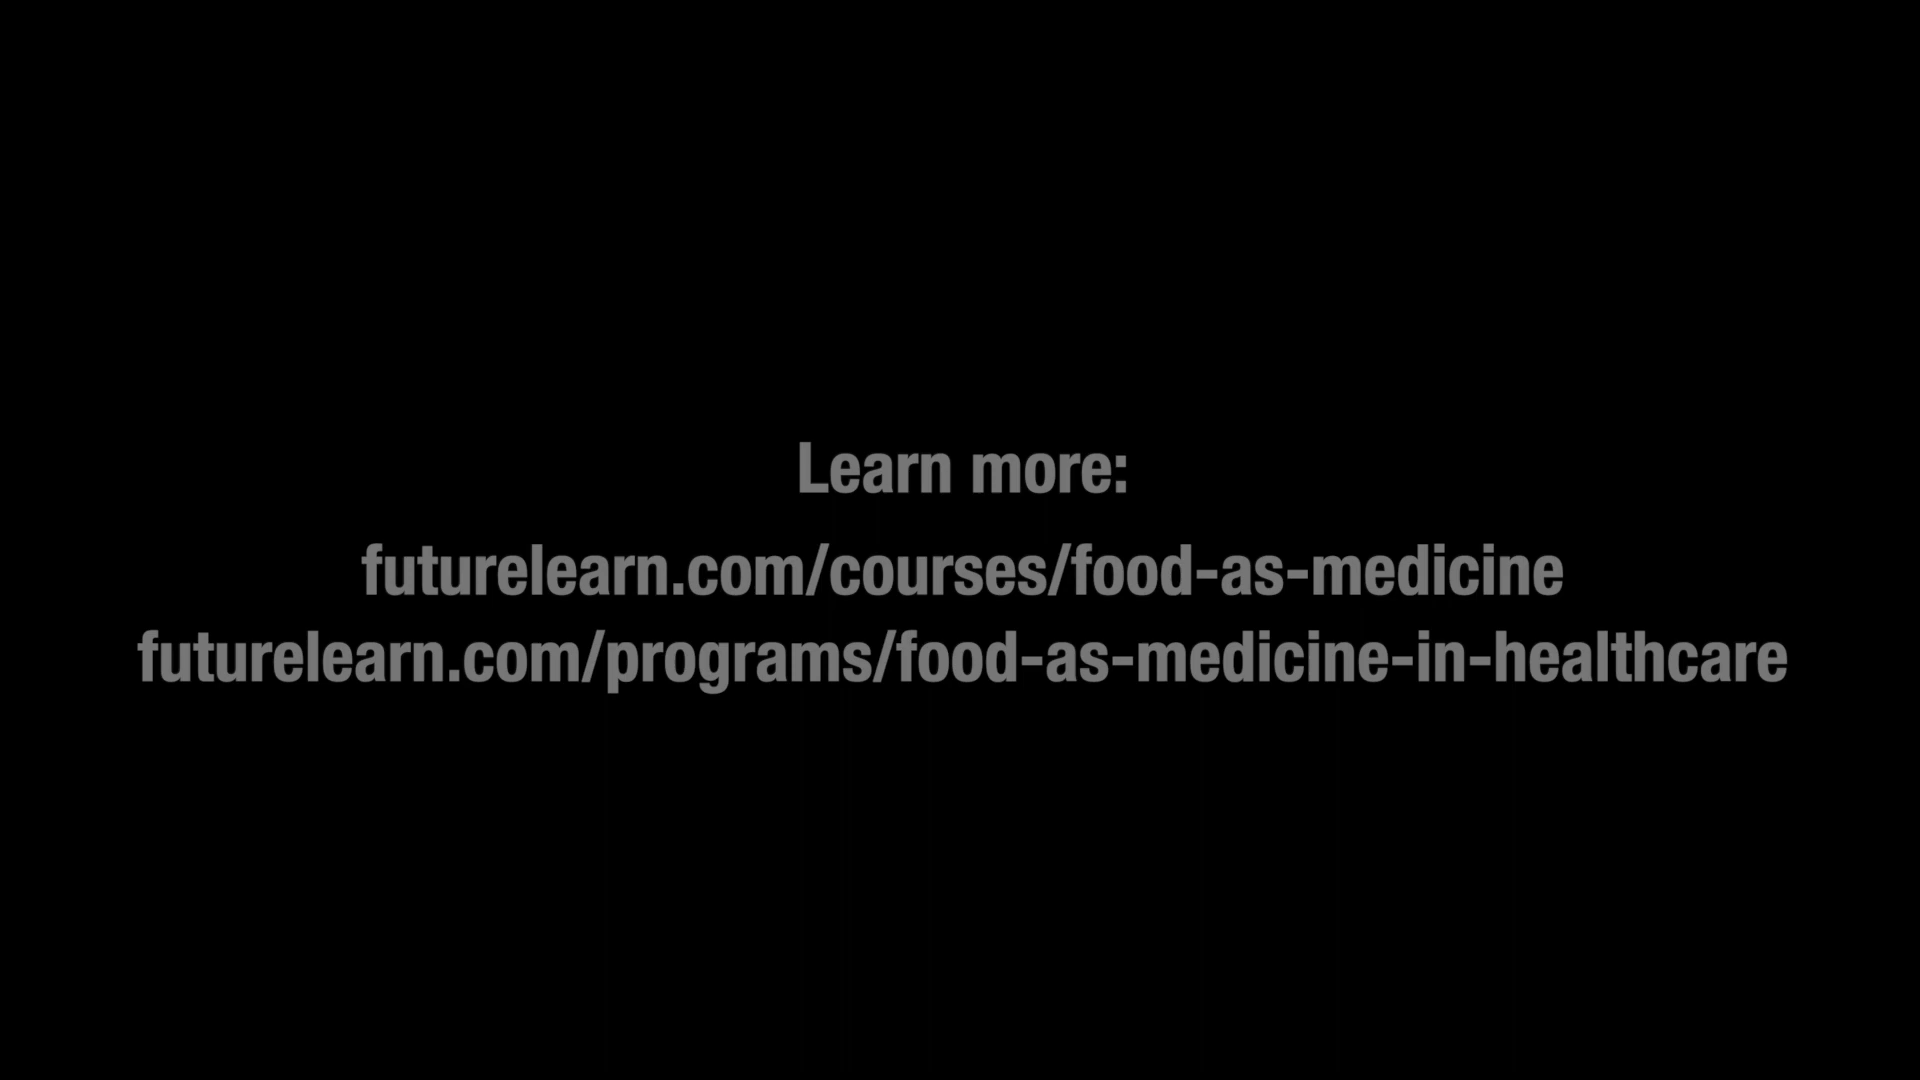 Learn more:
futurelearn.com/courses/food-as-medicine
futurelearn.com/programs/food-as-medicine-in-healthcare